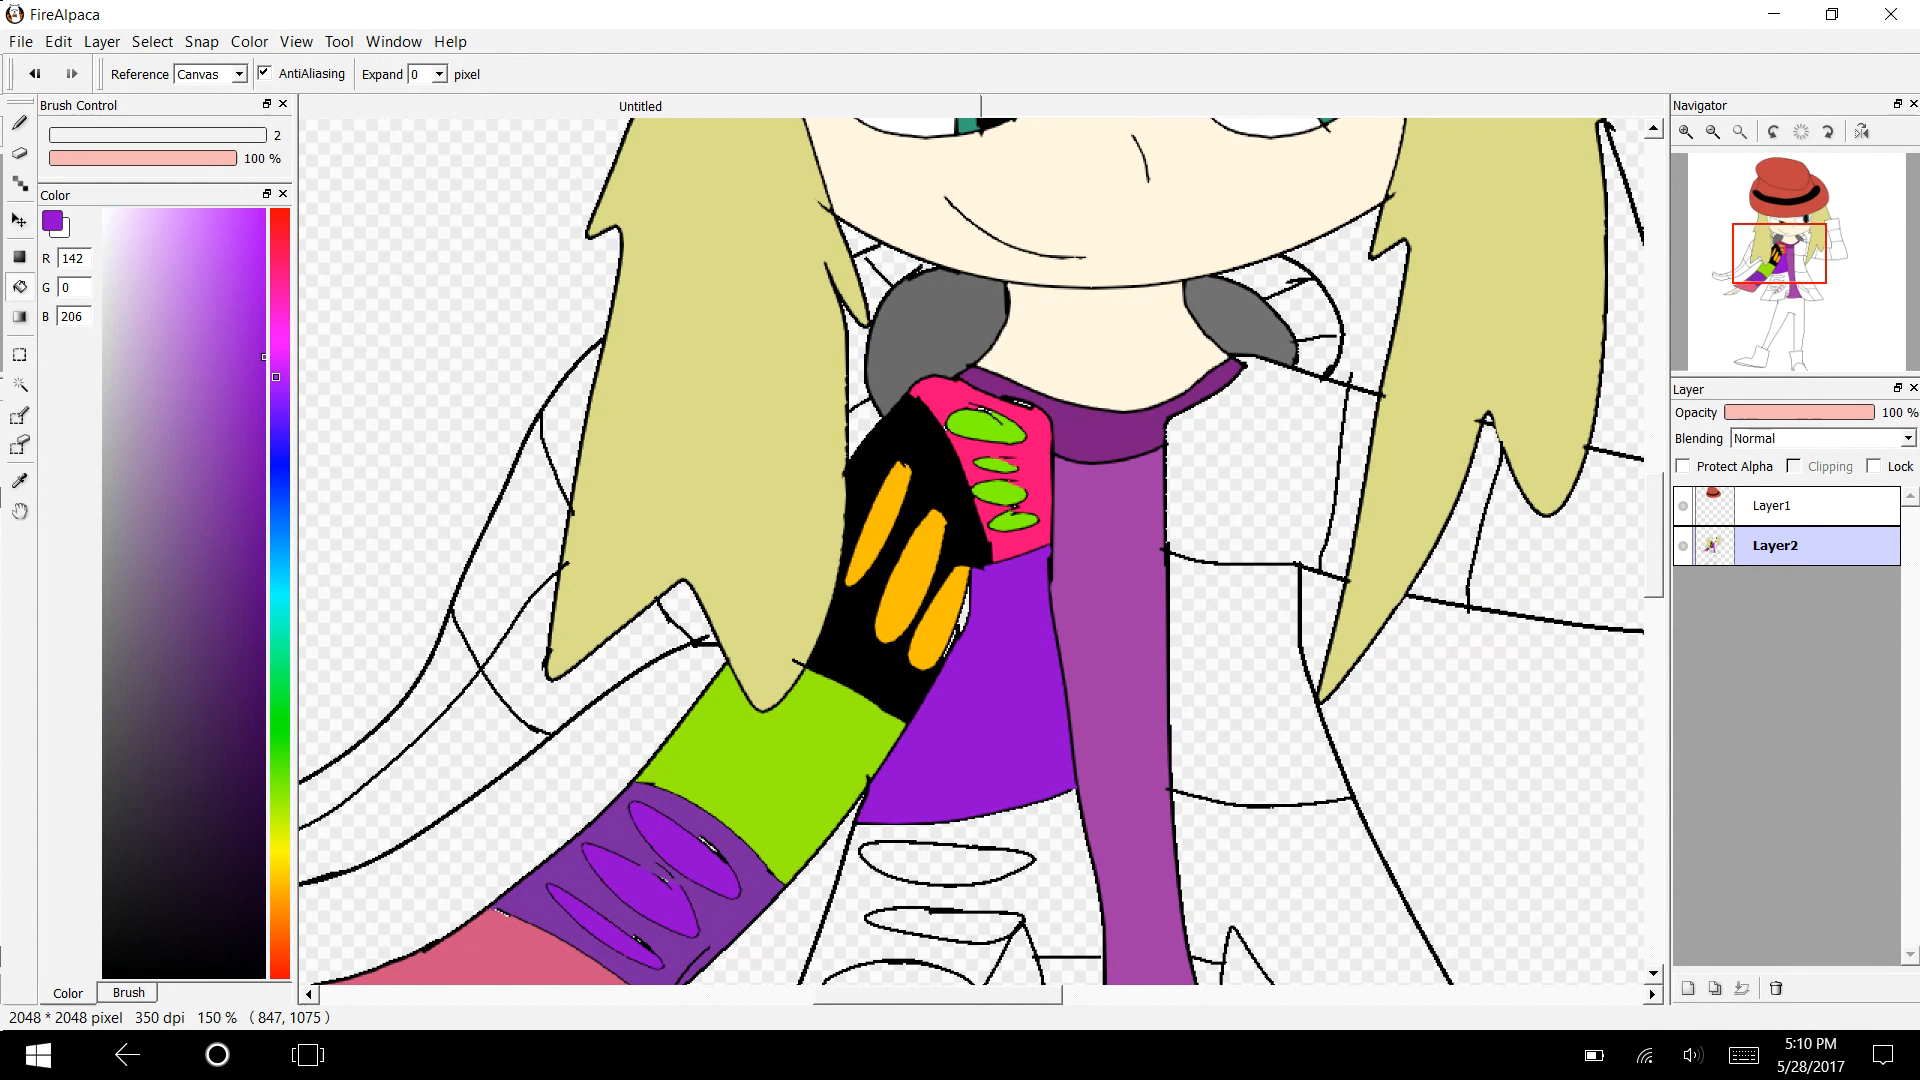 FireAlpaca
File Edit Layer Select Snap Color View Tool Window Help
Reference Canvas AntiAliasing Expand 0 pixel
Brush Control
2
100 %
Color
R 142
G 0
B 206
Color Brush
Untitled
Navigator
Layer
Opacity 100 %
Blending Normal
Protect Alpha Clipping Lock
Layer1
Layer2
2048 * 2048 pixel 350 dpi 150 % ( 847, 1075 )
5:10 PM
5/28/2017